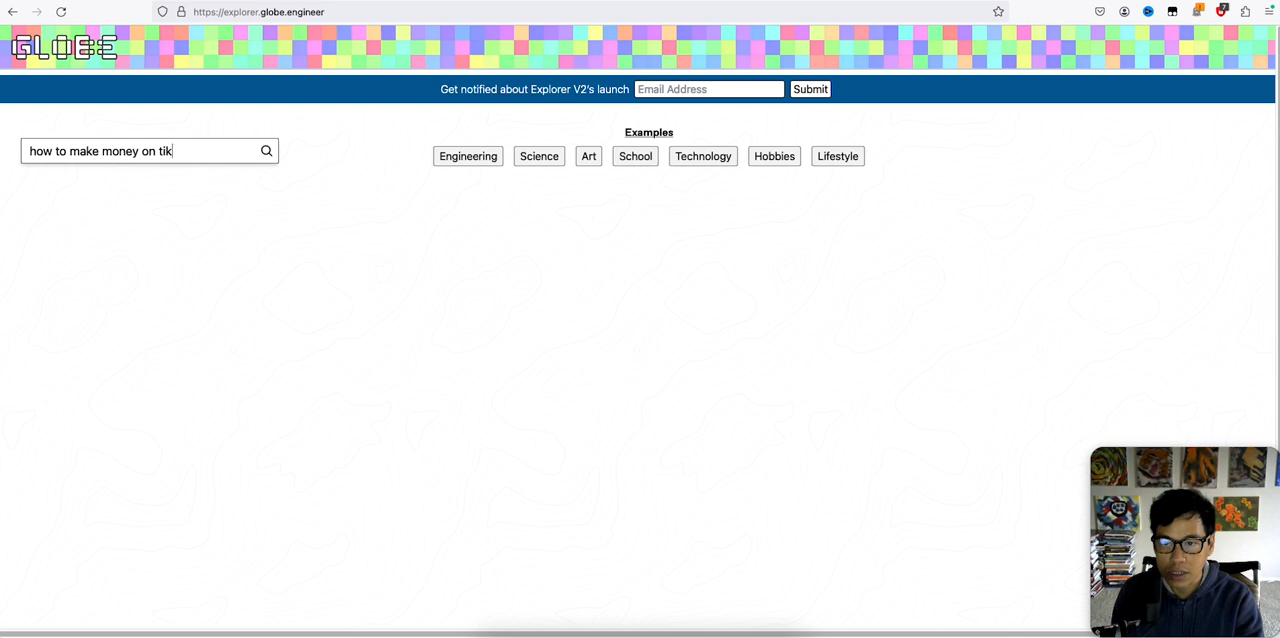 https://explorer.globe.engineer
GLOBE
Get notified about Explorer V2's launch Email Address Submit
Examples
how to make money on tik
Engineering Science Art School Technology Hobbies Lifestyle